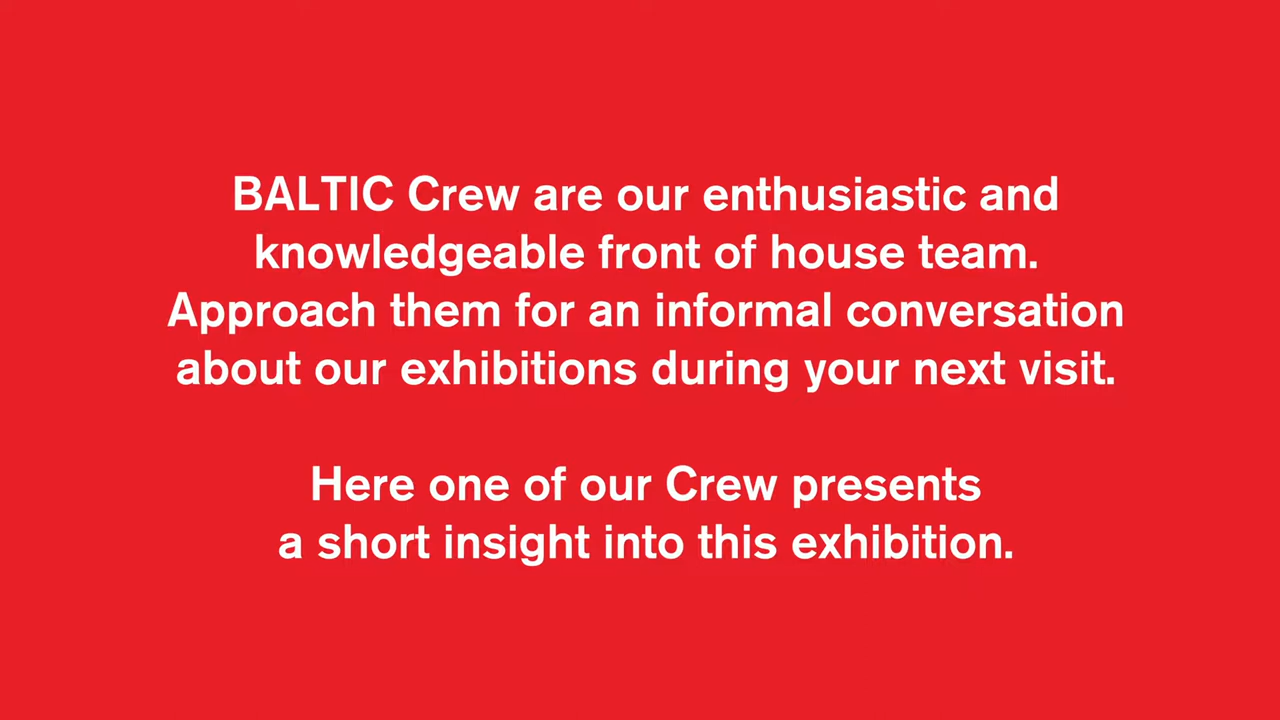 BALTIC Crew are our enthusiastic and
knowledgeable front of house team.
Approach them for an informal conversation
about our exhibitions during your next visit.
Here one of our Crew presents
a short insight into this exhibition.